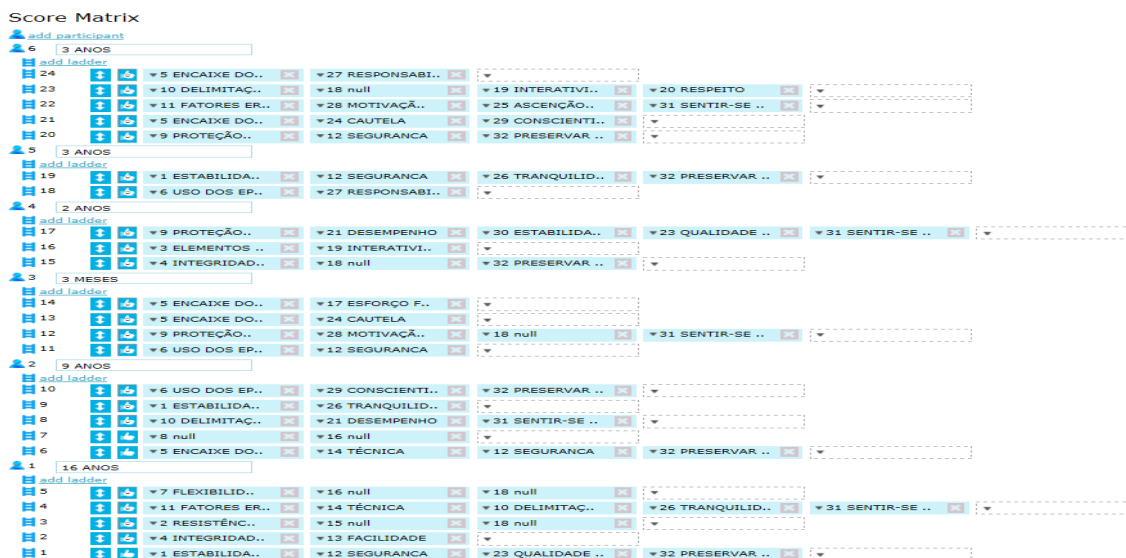 Score Matrix
add participant
6 3 ANOS
add ladder
24 5 ENCAIXE DO.. 27 RESPONSABI..
23 10 DELIMITAÇ.. 18 null 19 INTERATIVI.. 20 RESPEITO
22 11 FATORES ER.. 28 MOTIVAÇÃ.. 25 ASCENÇÃO.. 31 SENTIR-SE ..
21 5 ENCAIXE DO.. 24 CAUTELA 29 CONSCIENTI..
20 9 PROTEÇÃO.. 12 SEGURANCA 32 PRESERVAR ..
5 3 ANOS
add ladder
19 1 ESTABILIDA.. 12 SEGURANCA 26 TRANQUILID.. 32 PRESERVAR ..
18 6 USO DOS EP.. 27 RESPONSABI..
4 2 ANOS
add ladder
17 9 PROTEÇÃO.. 21 DESEMPENHO 30 ESTABILIDA.. 23 QUALIDADE .. 31 SENTIR-SE ..
16 3 ELEMENTOS .. 19 INTERATIVI..
15 4 INTEGRIDAD.. 18 null 32 PRESERVAR ..
3 3 MESES
add ladder
14 5 ENCAIXE DO.. 17 ESFORÇO F..
13 5 ENCAIXE DO.. 24 CAUTELA
12 9 PROTEÇÃO.. 28 MOTIVAÇÃ.. 18 null 31 SENTIR-SE ..
11 6 USO DOS EP.. 12 SEGURANCA
2 9 ANOS
add ladder
10 6 USO DOS EP.. 29 CONSCIENTI.. 32 PRESERVAR ..
9 1 ESTABILIDA.. 26 TRANQUILID..
8 10 DELIMITAÇ.. 21 DESEMPENHO 31 SENTIR-SE ..
7 8 null 16 null
6 5 ENCAIXE DO.. 14 TÉCNICA 12 SEGURANCA 32 PRESERVAR ..
1 16 ANOS
add ladder
5 7 FLEXIBILID.. 16 null 18 null
4 11 FATORES ER.. 14 TÉCNICA 10 DELIMITAÇ.. 26 TRANQUILID.. 31 SENTIR-SE ..
3 2 RESISTÊNC.. 15 null 18 null
2 4 INTEGRIDAD.. 13 FACILIDADE
1 1 ESTABILIDA.. 12 SEGURANCA 23 QUALIDADE .. 32 PRESERVAR ..